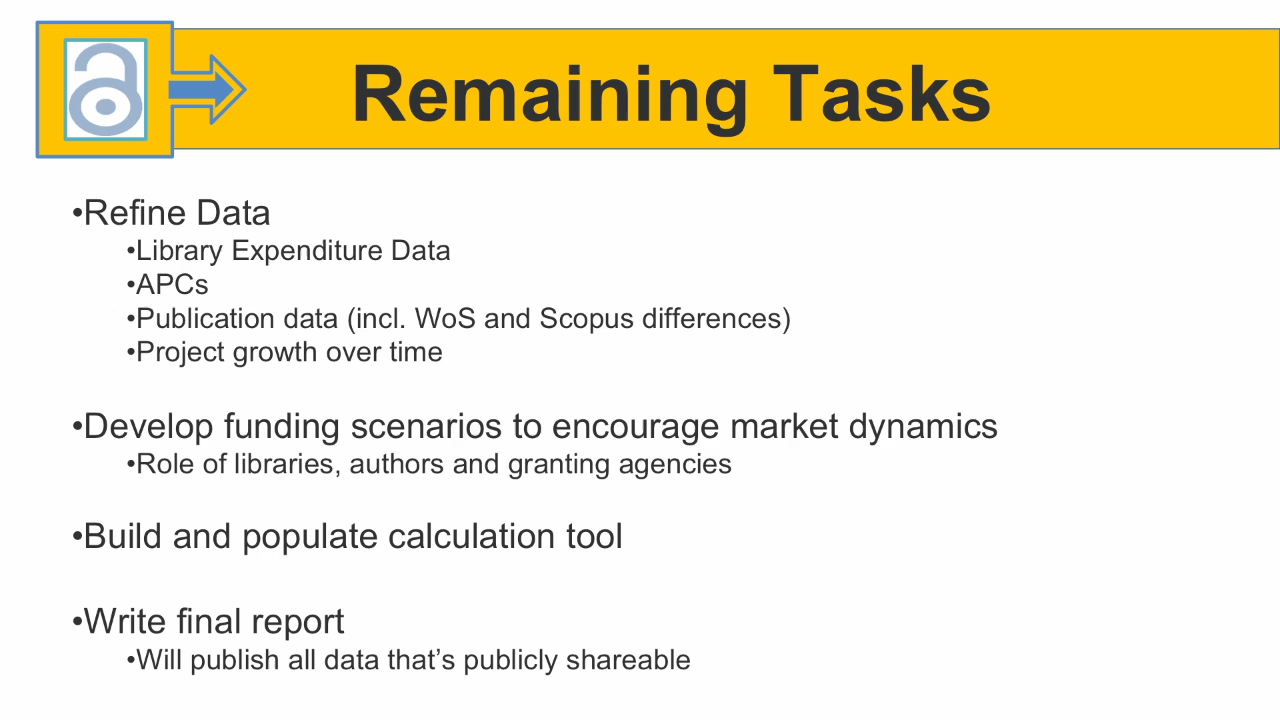 Remaining Tasks
•Refine Data
•Library Expenditure Data
•APCs
•Publication data (incl. WoS and Scopus differences)
•Project growth over time
•Develop funding scenarios to encourage market dynamics
•Role of libraries, authors and granting agencies
•Build and populate calculation tool
•Write final report
•Will publish all data that’s publicly shareable